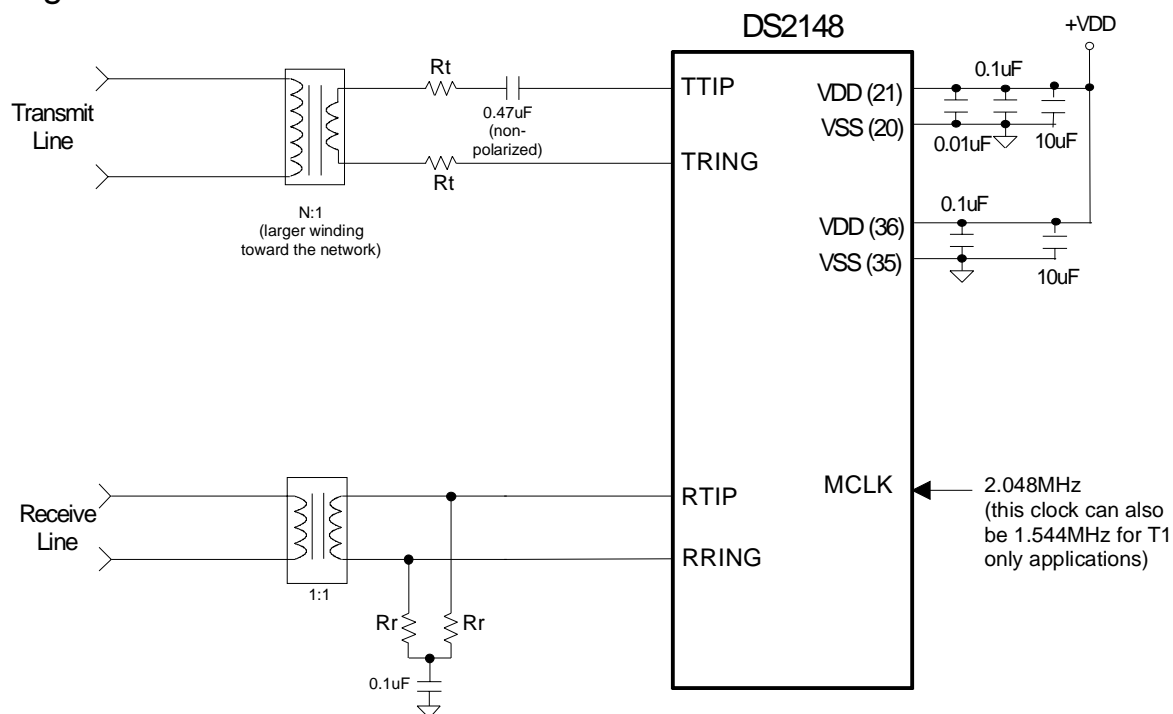 DS2148
+VDD
Transmit
Line
Rt
0.47uF
(non-
polarized)
Rt
N:1
(larger winding
toward the network)
TTIP
TRING
VDD (21)
VSS (20)
0.1uF
0.01uF
10uF
VDD (36)
VSS (35)
0.1uF
10uF
Receive
Line
1:1
Rr
Rr
0.1uF
RTIP
RRING
MCLK
2.048MHz
(this clock can also
be 1.544MHz for T1
only applications)